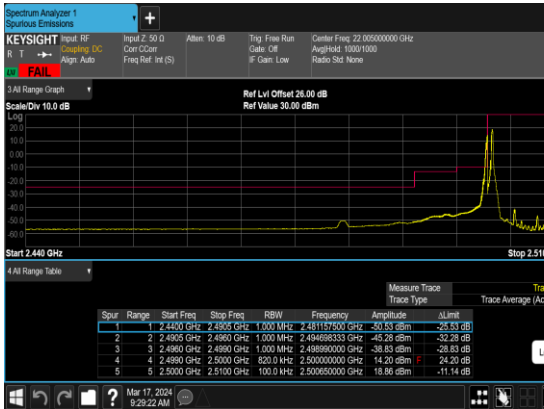 Spectrum Analyzer 1
Spurious Emissions
+
KEYSIGHT Input: RF Input Z: 50 Ω Atten: 10 dB Trig: Free Run Center Freq: 22.005000000 GHz
R T Coupling: DC Corr CCorr Gate: Off Avg|Hold: 1000/1000
Align: Auto Freq Ref: Int (S) IF Gain: Low Radio Std: None
LW FAIL
3 All Range Graph
Ref Lvl Offset 26.00 dB
Scale/Div 10.0 dB Ref Value 30.00 dBm
Log
20.0
10.0
0.00
-10.0
-20.0
-30.0
-40.0
-50.0
-60.0
Start 2.440 GHz Stop 2.510
4 All Range Table
Measure Trace Tra
Trace Type Trace Average (Ac
Spur Range Start Freq Stop Freq RBW Frequency Amplitude ΔLimit
1 1 2.4400 GHz 2.4905 GHz 1.000 MHz 2.481157500 GHz -50.53 dBm -25.53 dB
2 2 2.4905 GHz 2.4960 GHz 1.000 MHz 2.494698333 GHz -45.28 dBm -32.28 dB
3 3 2.4960 GHz 2.4990 GHz 1.000 MHz 2.498990000 GHz -38.83 dBm -28.83 dB
4 4 2.4990 GHz 2.5000 GHz 820.0 kHz 2.500000000 GHz 14.20 dBm F 24.20 dB
5 5 2.5000 GHz 2.5100 GHz 100.0 kHz 2.500650000 GHz 18.86 dBm -11.14 dB
L
?
Mar 17, 2024
9:29:22 AM